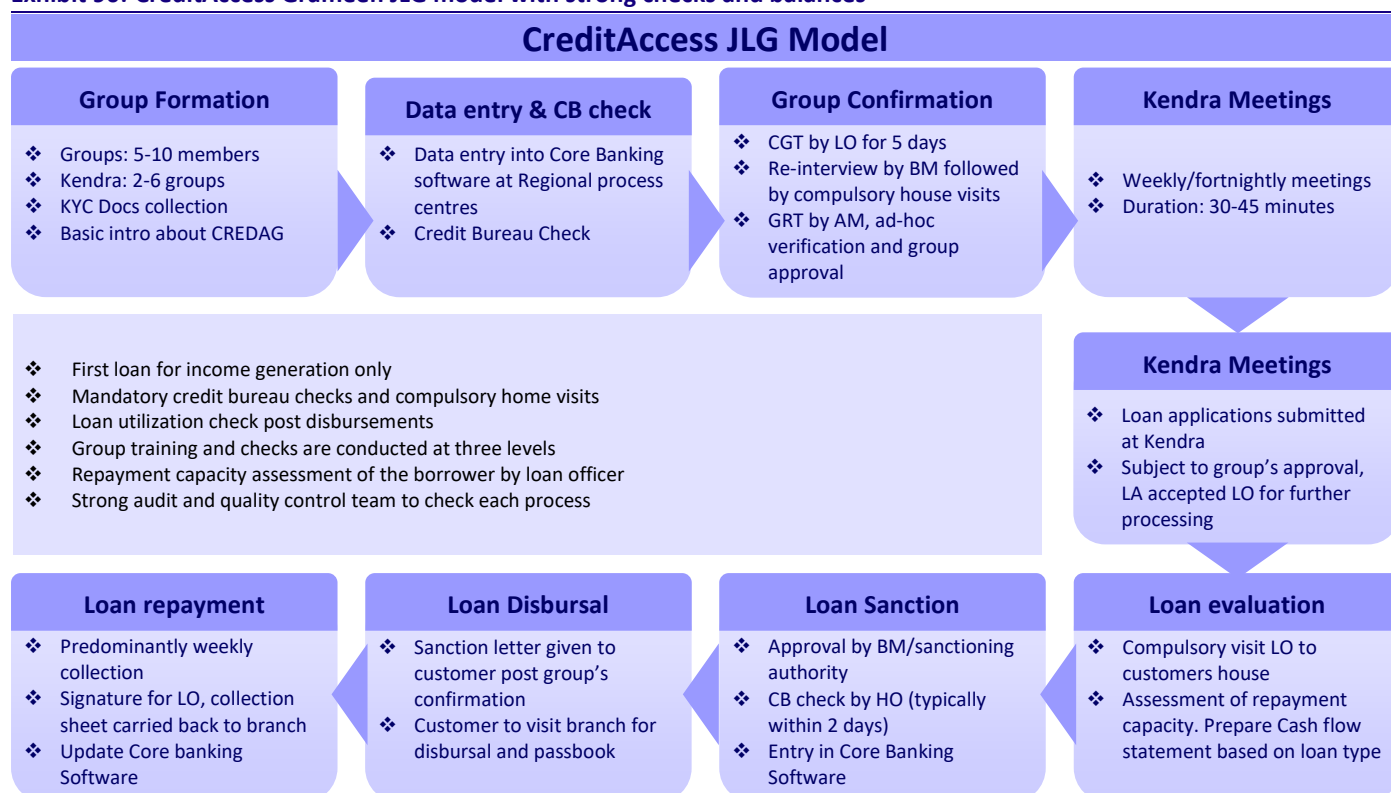 CreditAccess JLG Model
Group Formation
❖ Groups: 5-10 members
❖ Kendra: 2-6 groups
❖ KYC Docs collection
❖ Basic intro about CREDAG
Data entry & CB check
❖ Data entry into Core Banking
software at Regional process
centres
❖ Credit Bureau Check
Group Confirmation
❖ CGT by LO for 5 days
❖ Re-interview by BM followed
by compulsory house visits
❖ GRT by AM, ad-hoc
verification and group
approval
Kendra Meetings
❖ Weekly/fortnightly meetings
❖ Duration: 30-45 minutes
❖ First loan for income generation only
❖ Mandatory credit bureau checks and compulsory home visits
❖ Loan utilization check post disbursements
❖ Group training and checks are conducted at three levels
❖ Repayment capacity assessment of the borrower by loan officer
❖ Strong audit and quality control team to check each process
Kendra Meetings
❖ Loan applications submitted
at Kendra
❖ Subject to group's approval,
LA accepted LO for further
processing
Loan repayment
❖ Predominantly weekly
collection
❖ Signature for LO, collection
sheet carried back to branch
❖ Update Core banking
Software
Loan Disbursal
❖ Sanction letter given to
customer post group's
confirmation
❖ Customer to visit branch for
disbursal and passbook
Loan Sanction
❖ Approval by BM/sanctioning
authority
❖ CB check by HO (typically
within 2 days)
❖ Entry in Core Banking
Software
Loan evaluation
❖ Compulsory visit LO to
customers house
❖ Assessment of repayment
capacity. Prepare Cash flow
statement based on loan type